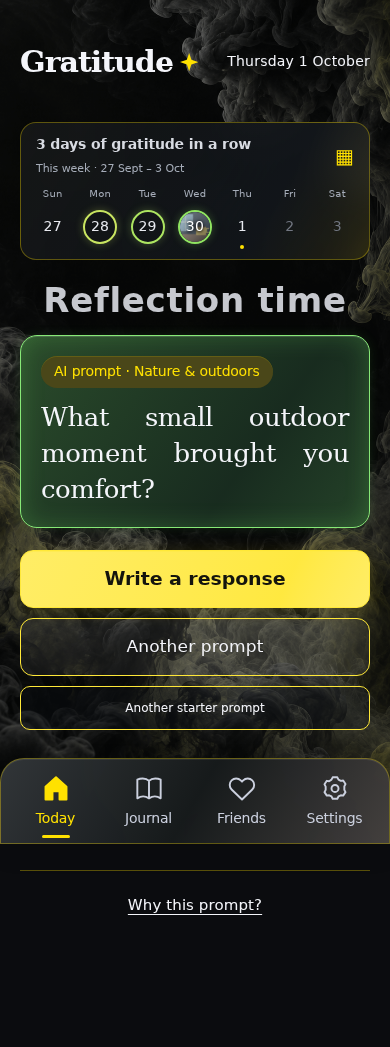 Gratitude
Thursday 1 October
3 days of gratitude in a row
This week · 27 Sept – 3 Oct
Sun Mon Tue Wed Thu Fri Sat
27 28 29 30 1 2 3
Reflection time
AI prompt · Nature & outdoors
What small outdoor
moment brought you
comfort?
Write a response
Another prompt
Another starter prompt
Today Journal Friends Settings
Why this prompt?